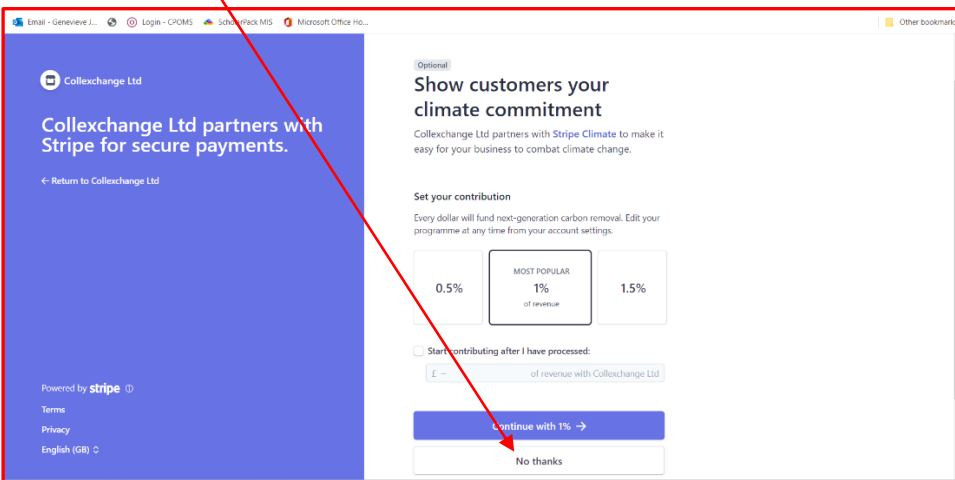 Email - Genevieve J...
Login - CPOMS
ScholarPack MIS
Microsoft Office Ho...
Other bookmarks
Collexchange Ltd
Collexchange Ltd partners with
Stripe for secure payments.
← Return to Collexchange Ltd
Powered by stripe
Terms
Privacy
English (GB)
Optional
Show customers your
climate commitment
Collexchange Ltd partners with Stripe Climate to make it
easy for your business to combat climate change.
Set your contribution
Every dollar will fund next-generation carbon removal. Edit your
programme at any time from your account settings.
0.5%
MOST POPULAR
1%
of revenue
1.5%
Start contributing after I have processed:
£ – of revenue with Collexchange Ltd
Continue with 1% →
No thanks